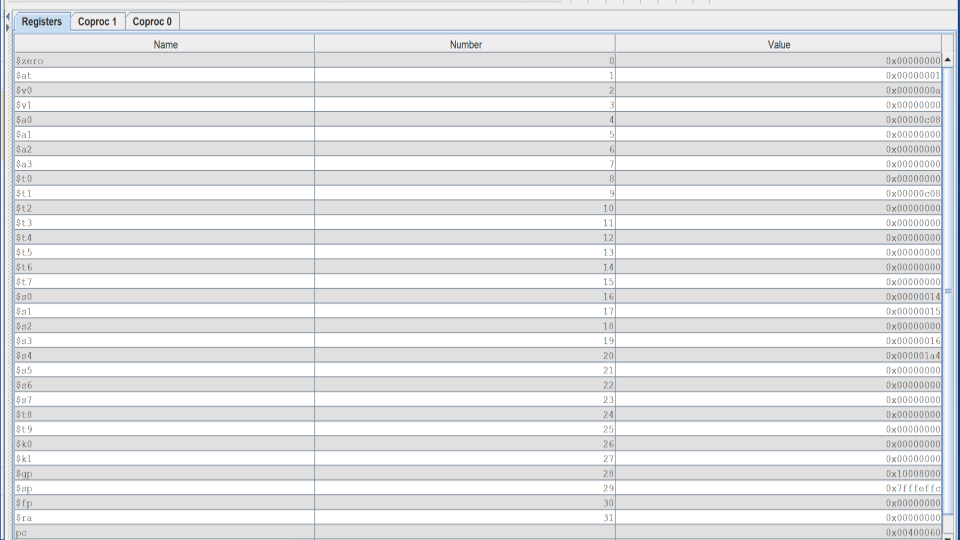 Registers Coproc 1 Coproc 0
Name Number Value
$zero 0 0x00000000
$at 1 0x00000001
$v0 2 0x0000000a
$v1 3 0x00000000
$a0 4 0x00000c08
$a1 5 0x00000000
$a2 6 0x00000000
$a3 7 0x00000000
$t0 8 0x00000000
$t1 9 0x00000c08
$t2 10 0x00000000
$t3 11 0x00000000
$t4 12 0x00000000
$t5 13 0x00000000
$t6 14 0x00000000
$t7 15 0x00000000
$s0 16 0x00000014
$s1 17 0x00000015
$s2 18 0x00000000
$s3 19 0x00000016
$s4 20 0x000001a4
$s5 21 0x00000000
$s6 22 0x00000000
$s7 23 0x00000000
$t8 24 0x00000000
$t9 25 0x00000000
$k0 26 0x00000000
$k1 27 0x00000000
$gp 28 0x10008000
$sp 29 0x7fffeffc
$fp 30 0x00000000
$ra 31 0x00000000
pc 0x00400060